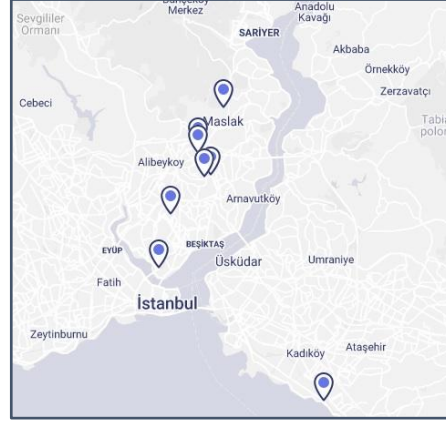 Sevgililer
Ormanı
Merkez
SARIYER
Anadolu
Kavağı
Akbaba
Örnekköy
Zerzavatçı
Cebeci
Maslak
Alibeykoy
Arnavutköy
EYÜP
BEŞİKTAŞ
Üsküdar
Umraniye
Fatih
İstanbul
Zeytinburnu
Kadıköy
Ataşehir